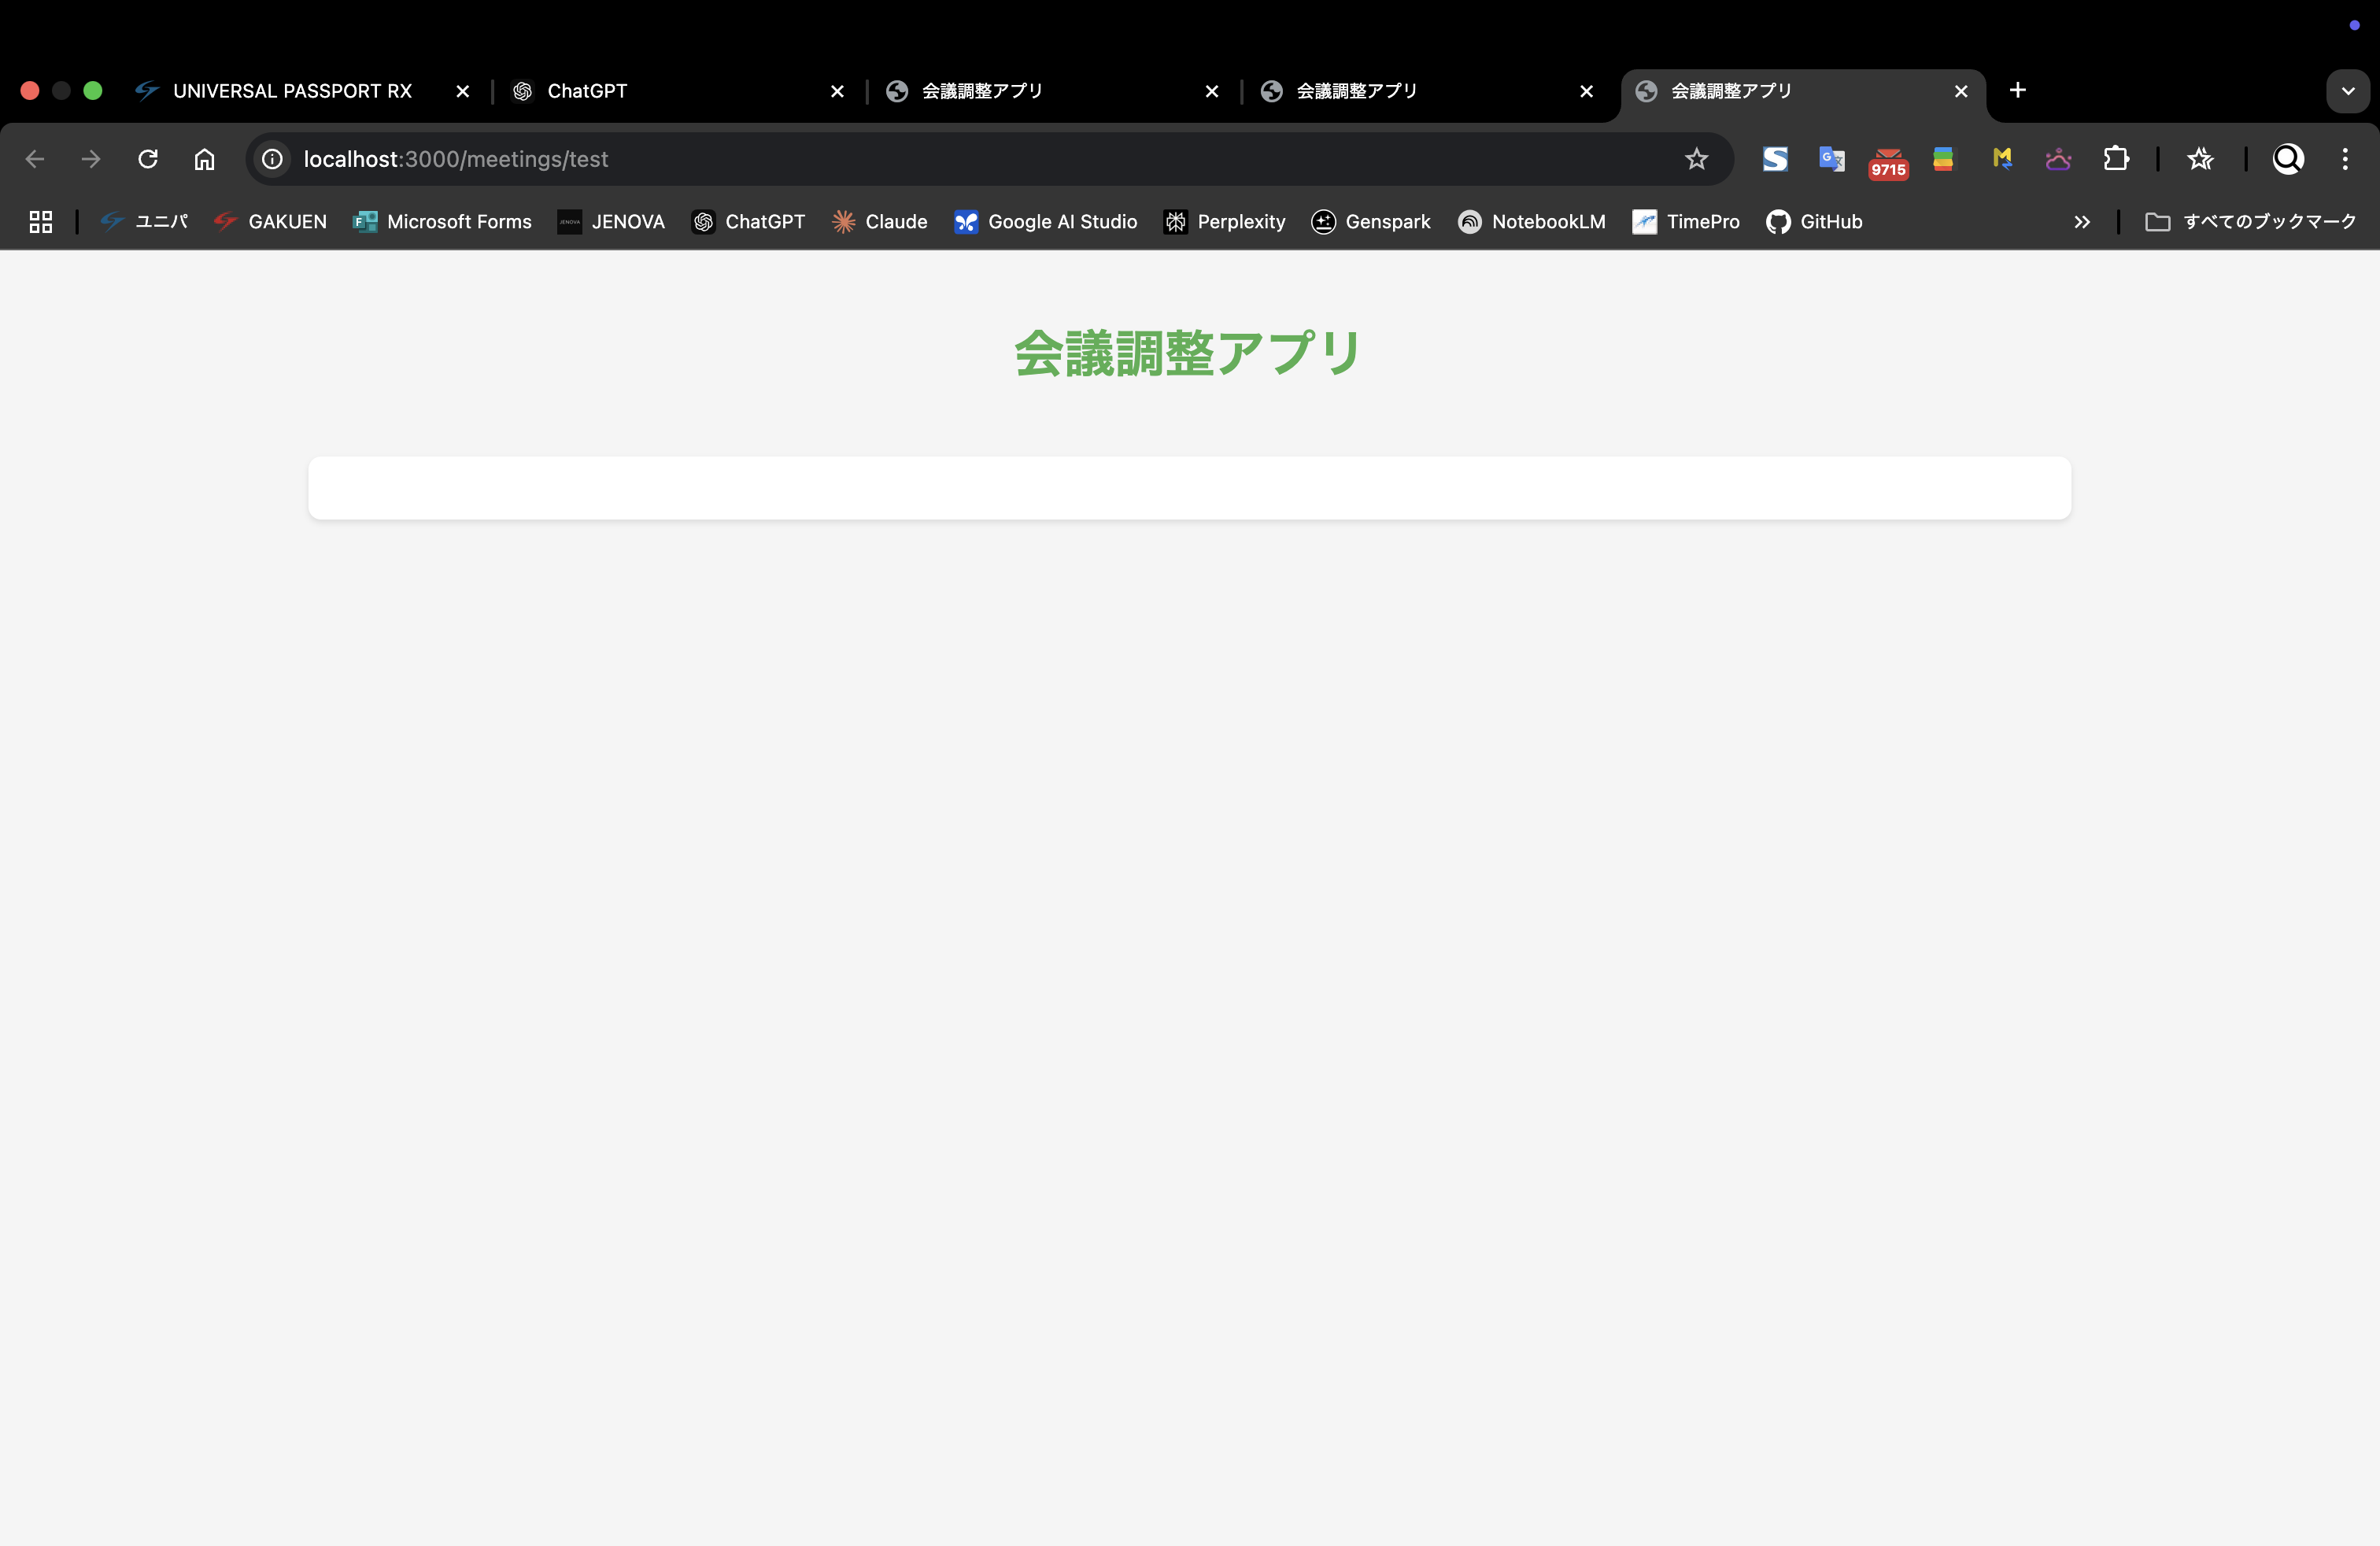 UNIVERSAL PASSPORT RX ChatGPT 会議調整アプリ 会議調整アプリ 会議調整アプリ
localhost:3000/meetings/test 9715
ユニパ GAKUEN Microsoft Forms JENOVA JENOVA ChatGPT Claude Google AI Studio Perplexity Genspark NotebookLM TimePro GitHub すべてのブックマーク
会議調整アプリ